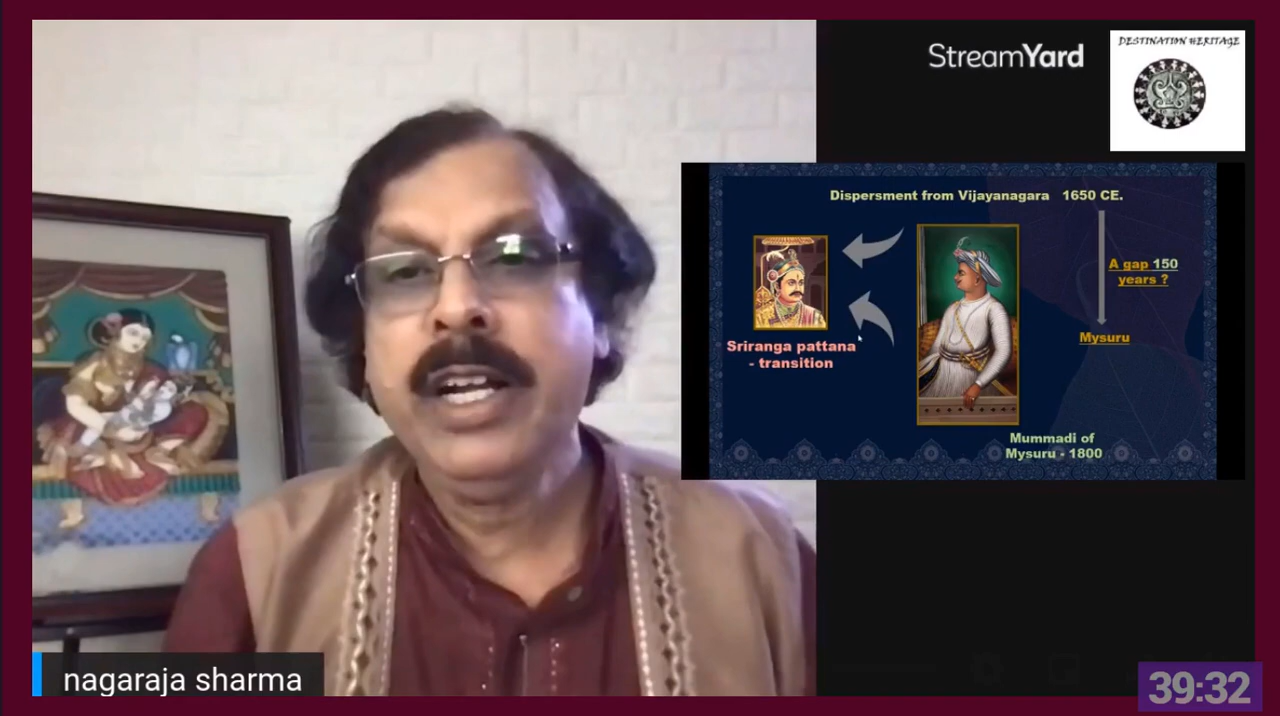 StreamYard
DESTINATION HERITAGE
Dispersment from Vijayanagara 1650 CE.
A gap 150
years ?
Mysuru
Sriranga pattana
- transition
Mummadi of
Mysuru - 1800
nagaraja sharma
39:32